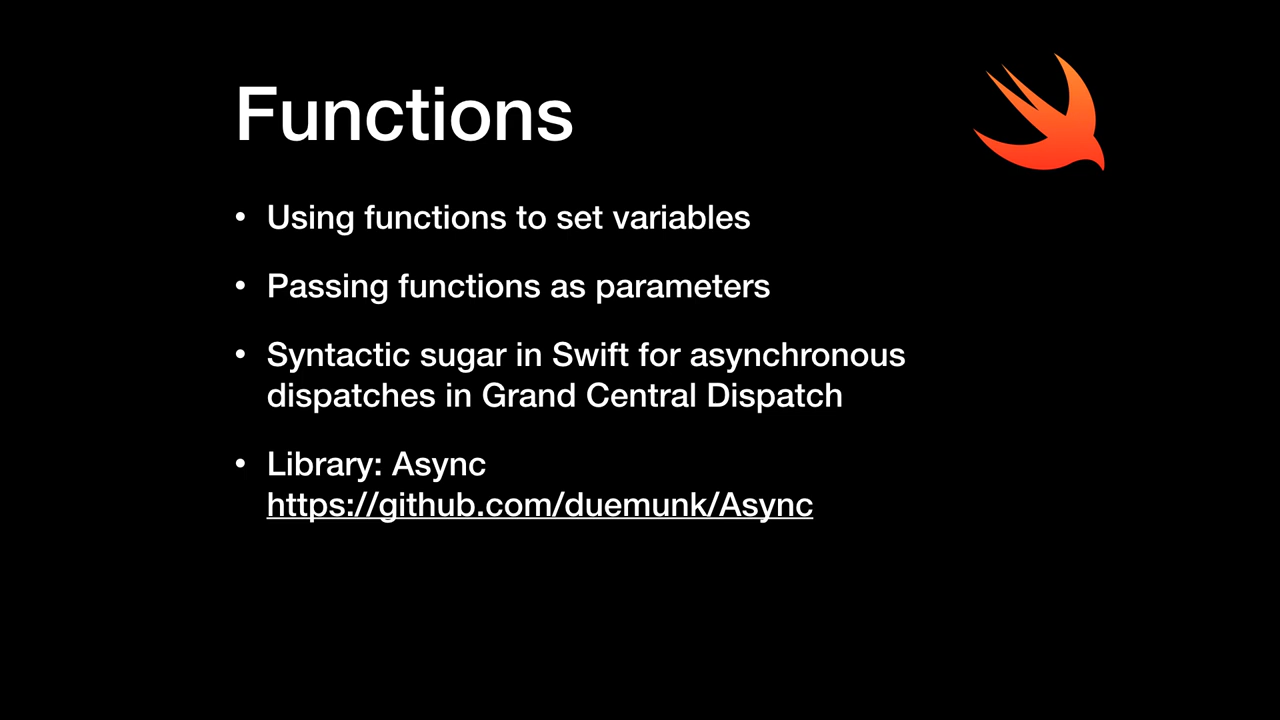 Functions
• Using functions to set variables
• Passing functions as parameters
• Syntactic sugar in Swift for asynchronous
dispatches in Grand Central Dispatch
• Library: Async
https://github.com/duemunk/Async